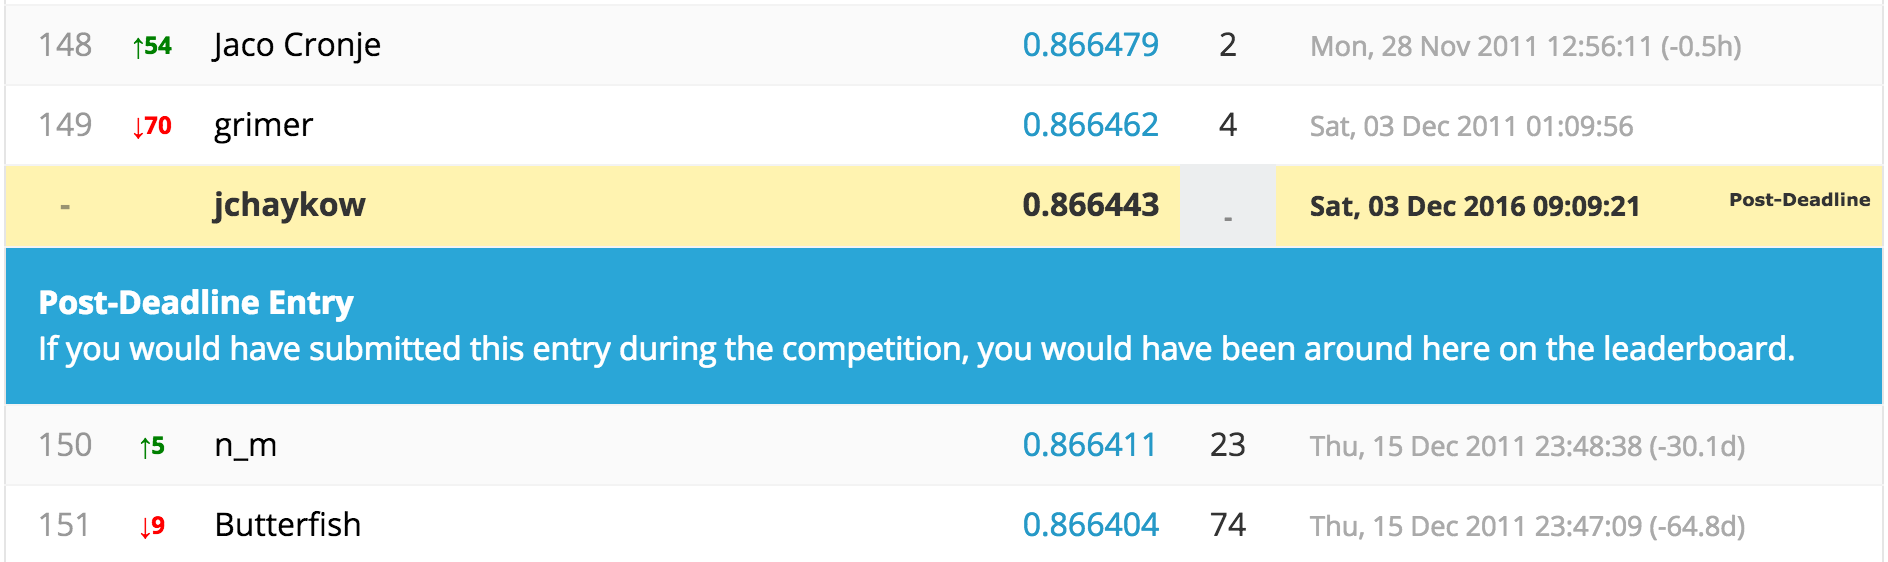 148 ↑54 Jaco Cronje 0.866479 2 Mon, 28 Nov 2011 12:56:11 (-0.5h)
149 ↓70 grimer 0.866462 4 Sat, 03 Dec 2011 01:09:56
- jchaykow 0.866443 - Sat, 03 Dec 2016 09:09:21 Post-Deadline
Post-Deadline Entry
If you would have submitted this entry during the competition, you would have been around here on the leaderboard.
150 ↑5 n_m 0.866411 23 Thu, 15 Dec 2011 23:48:38 (-30.1d)
151 ↓9 Butterfish 0.866404 74 Thu, 15 Dec 2011 23:47:09 (-64.8d)